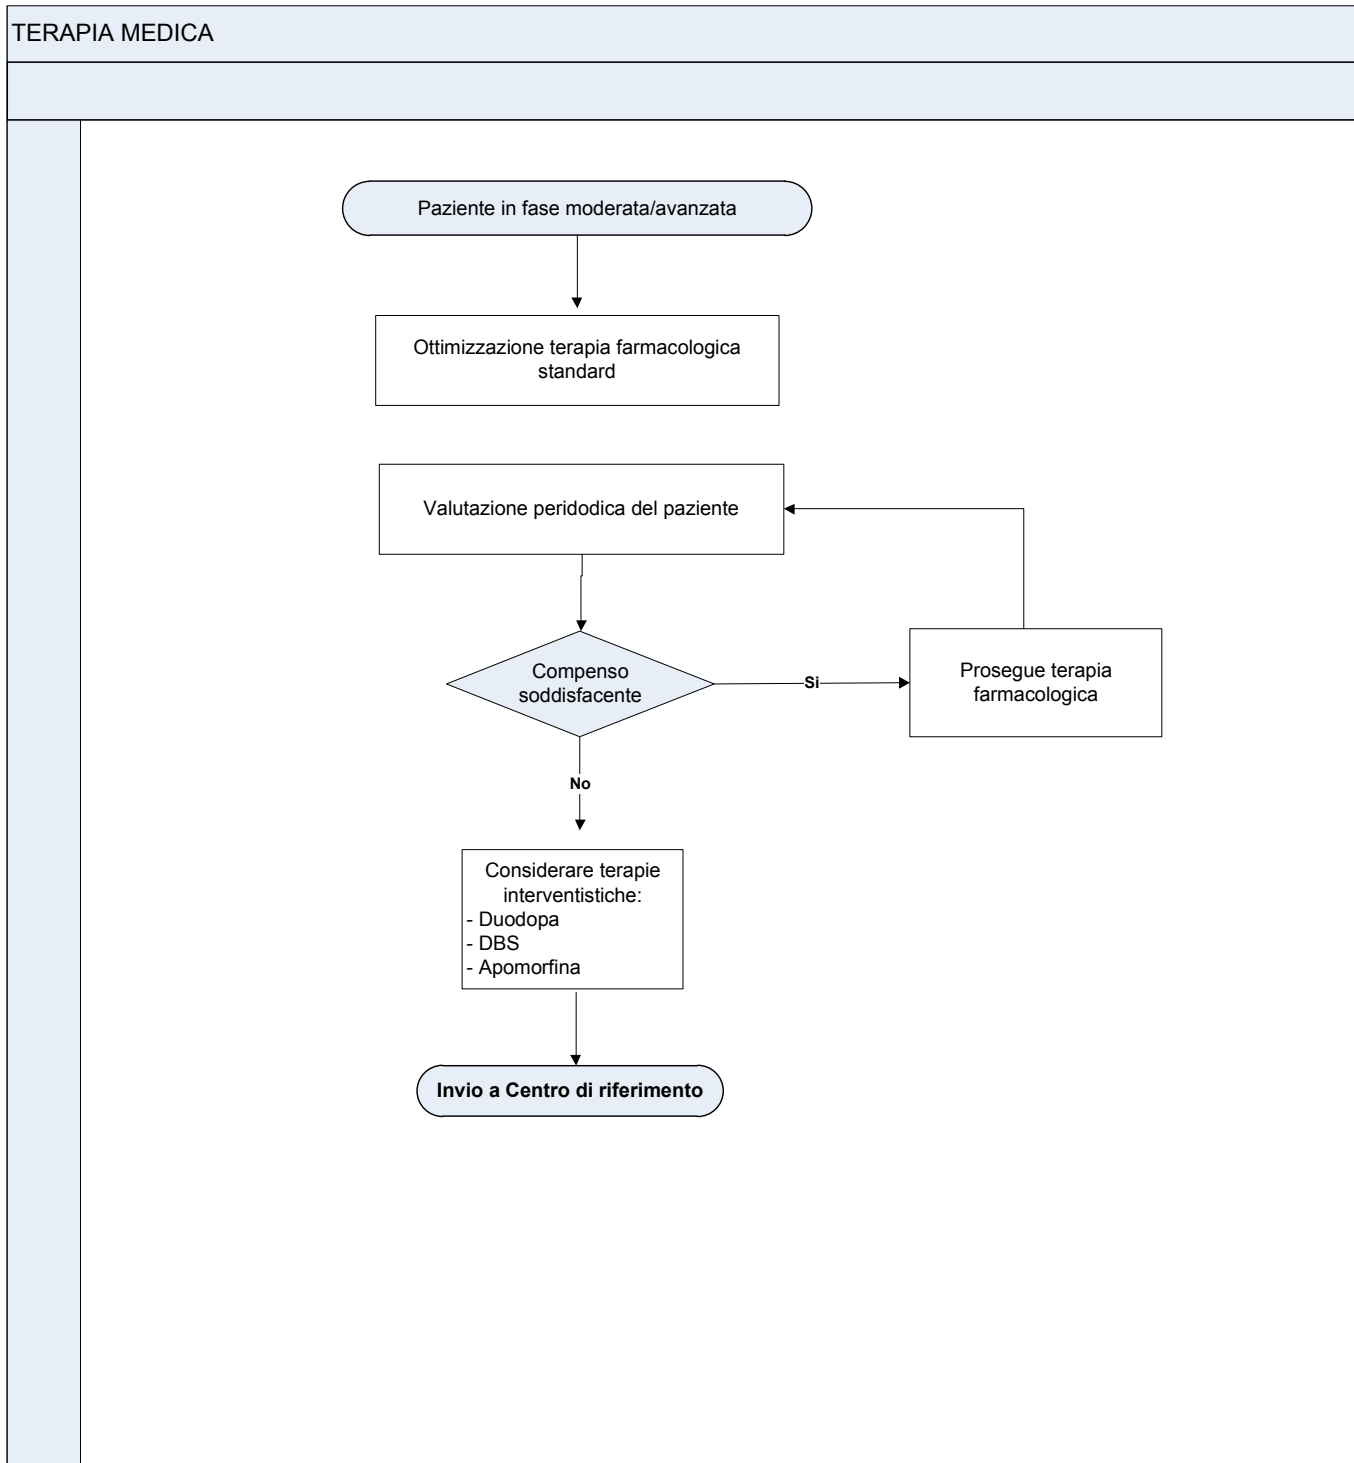 TERAPIA MEDICA
Paziente in fase moderata/avanzata
Ottimizzazione terapia farmacologica
standard
Valutazione peridodica del paziente
Compenso
soddisfacente
Si
Prosegue terapia
farmacologica
No
Considerare terapie
interventistiche:
- Duodopa
- DBS
- Apomorfina
Invio a Centro di riferimento